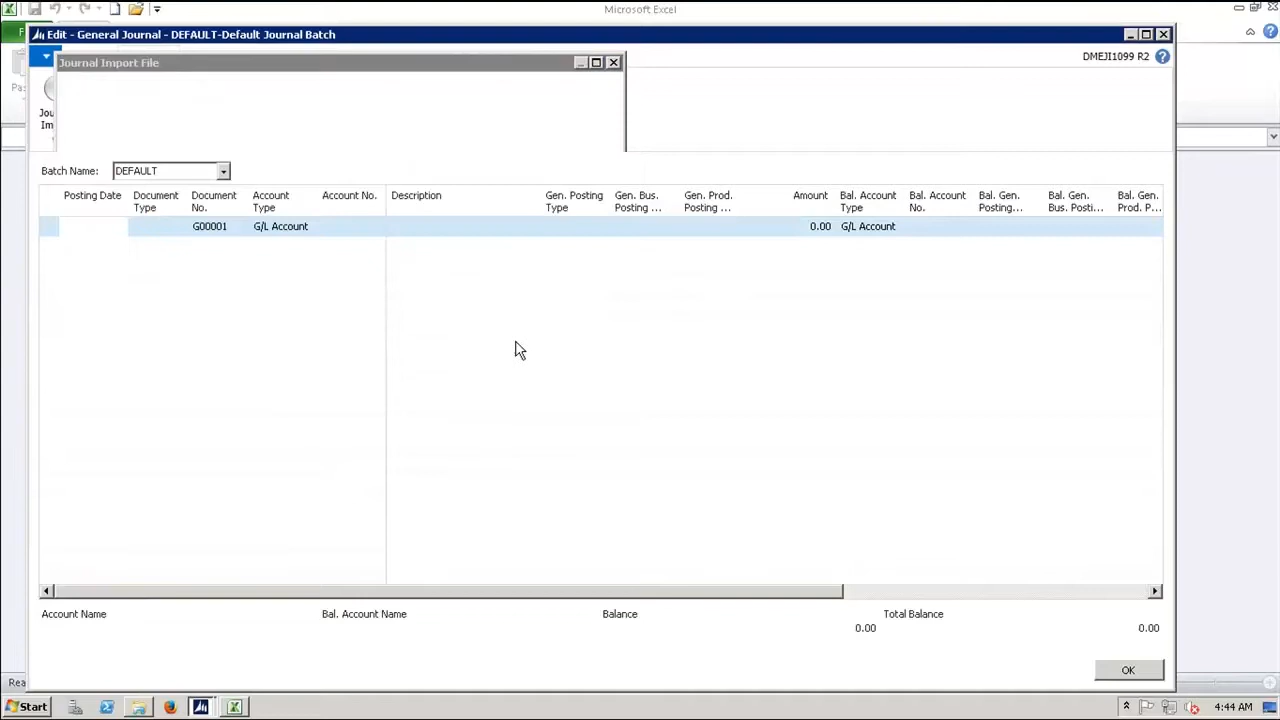 Microsoft Excel
F
Edit - General Journal - DEFAULT-Default Journal Batch
DMEJI1099 R2
Journal Import File
Pas
Jou
Im
Batch Name: DEFAULT
Posting Date
Document Type
Document No.
Account Type
Account No.
Description
Gen. Posting Type
Gen. Bus. Posting ...
Gen. Prod. Posting ...
Amount
Bal. Account Type
Bal. Account No.
Bal. Gen. Posting...
Bal. Gen. Bus. Posti...
Bal. Gen. Prod. P...
G00001 G/L Account 0.00 G/L Account
Account Name Bal. Account Name Balance Total Balance
0.00 0.00
OK
Rea
Start 4:44 AM